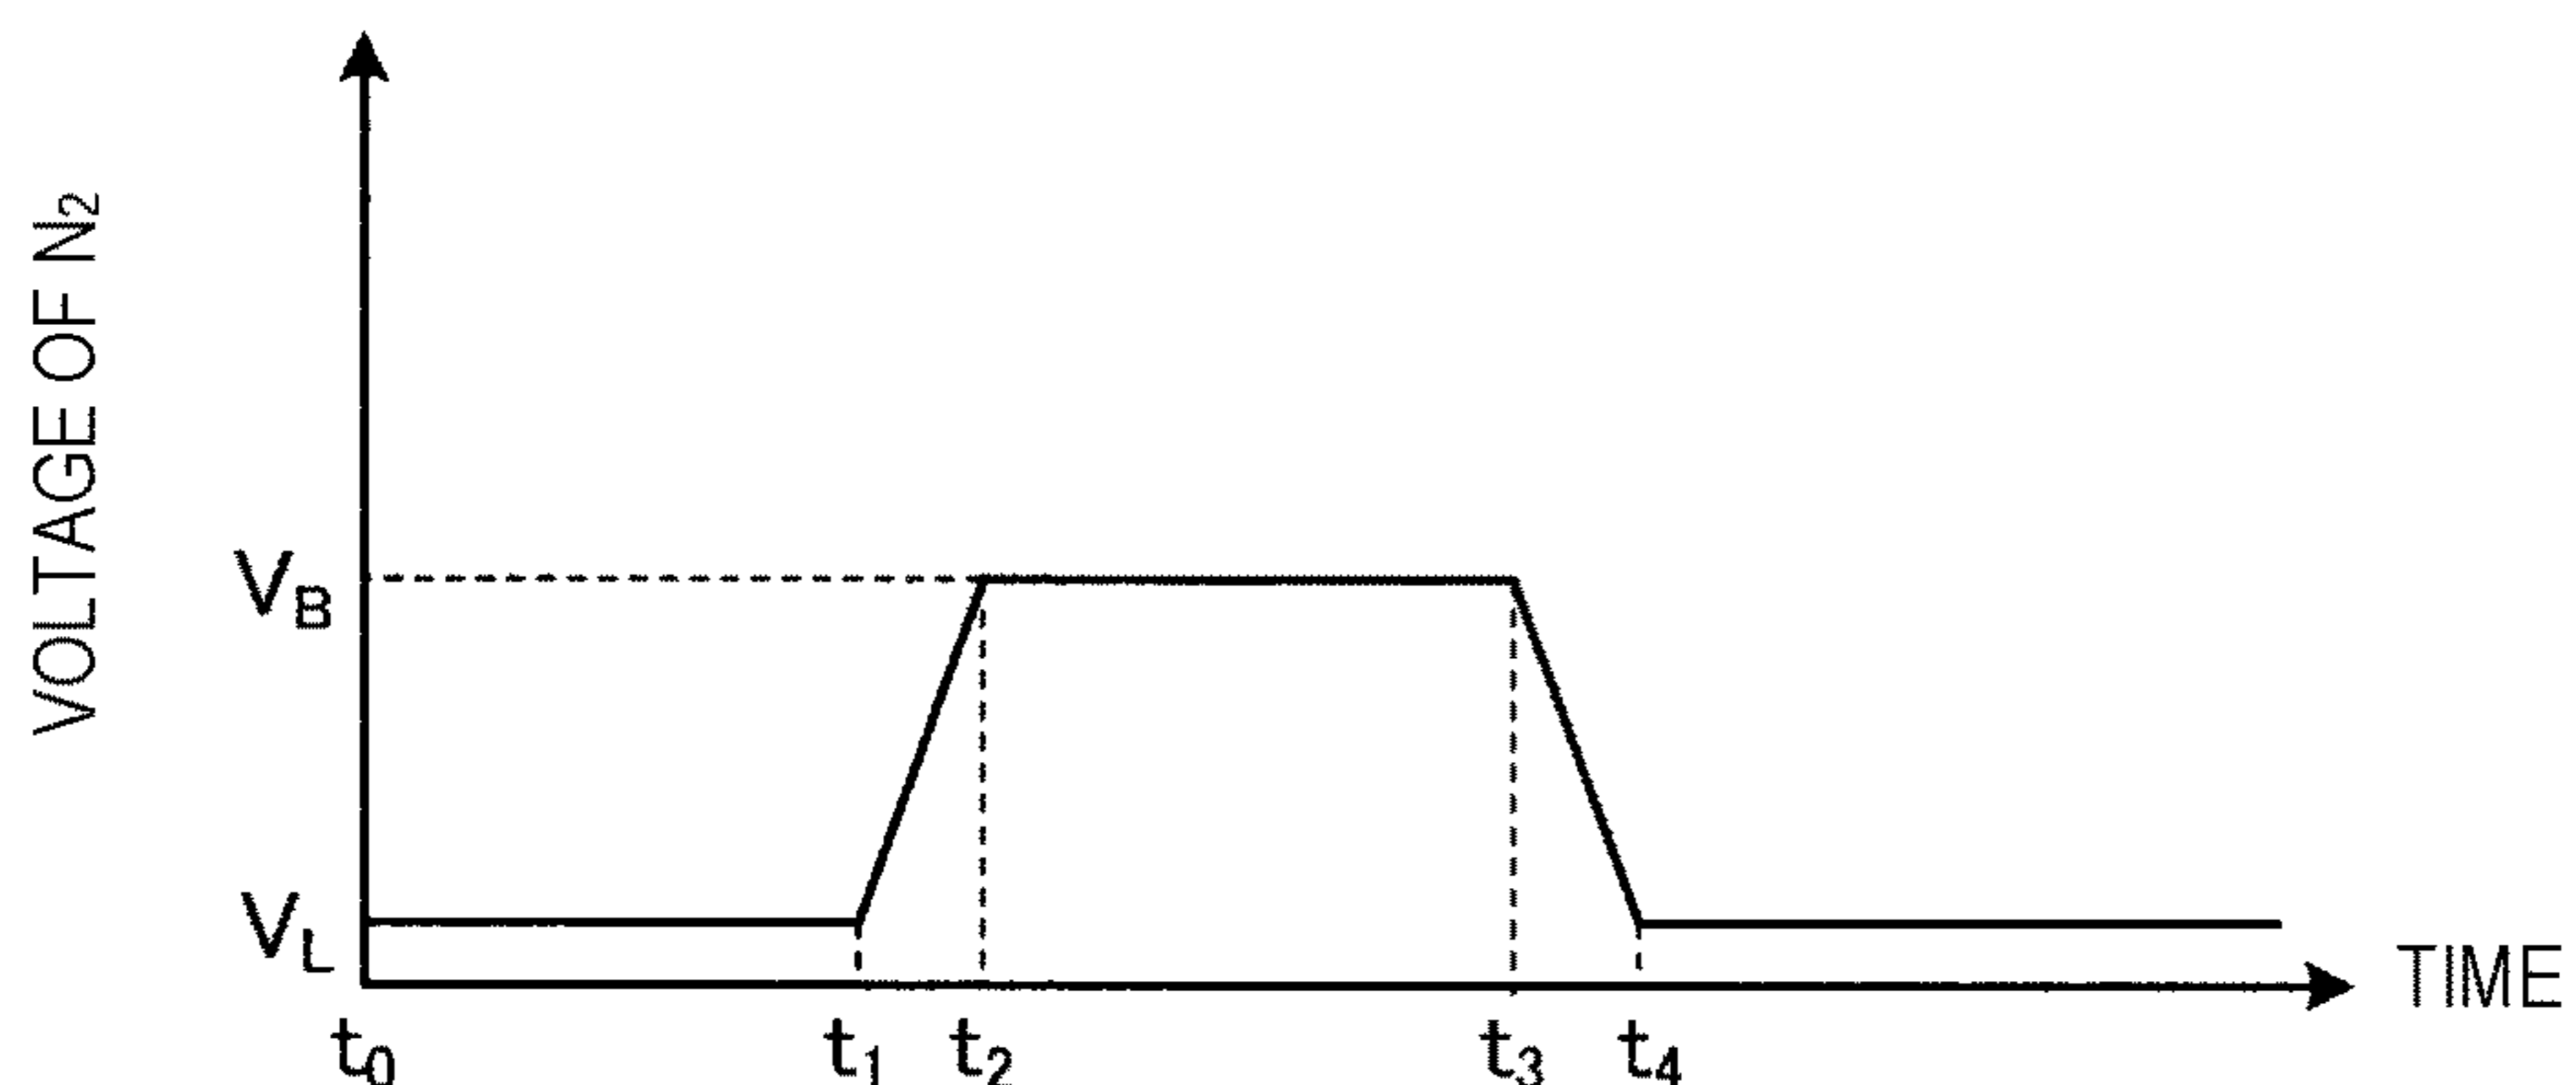 VOLTAGE OF N₂
V_B
V_L
TIME
t₀ t₁ t₂ t₃ t₄